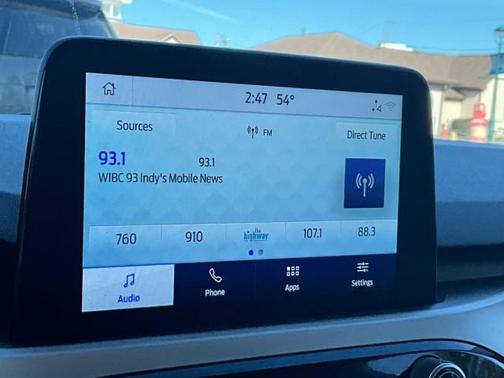 2:47 54°
Sources FM Direct Tune
93.1 93.1
WIBC 93 Indy's Mobile News
760 910 the highway 107.1 88.3
Audio Phone Apps Settings